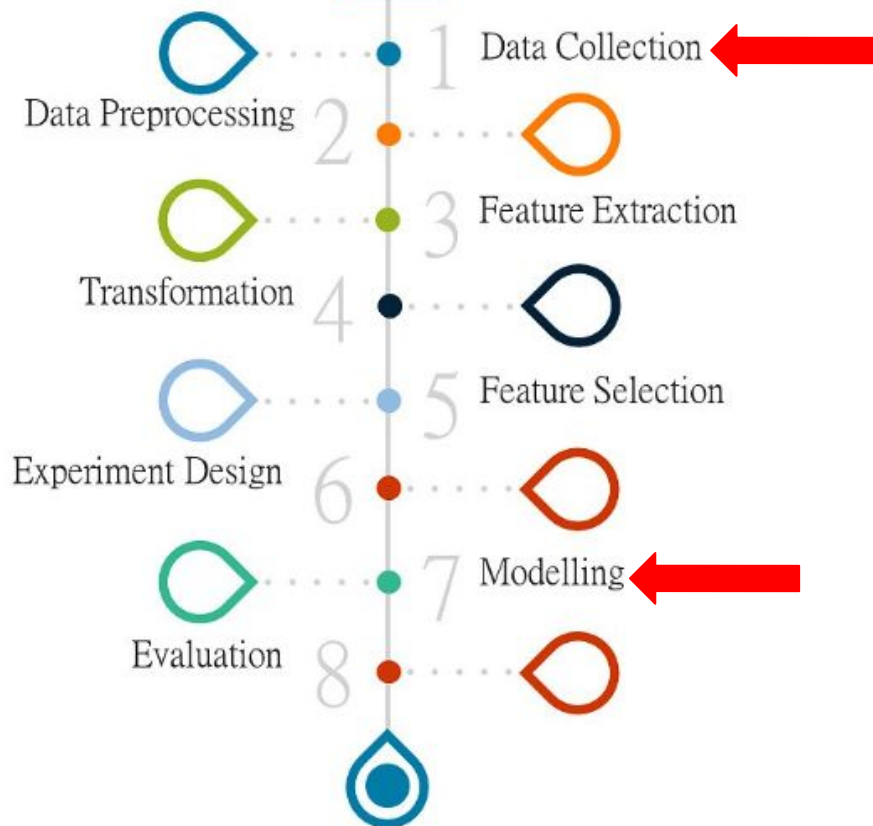 1 Data Collection
Data Preprocessing 2
3 Feature Extraction
Transformation 4
5 Feature Selection
Experiment Design 6
7 Modelling
Evaluation 8